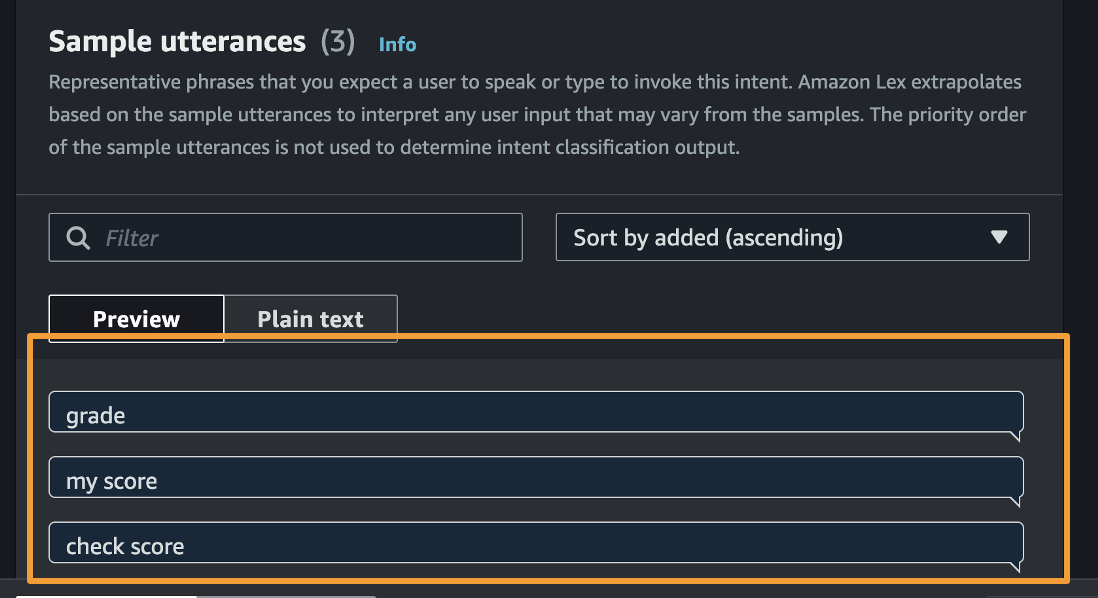 Sample utterances (3) Info
Representative phrases that you expect a user to speak or type to invoke this intent. Amazon Lex extrapolates
based on the sample utterances to interpret any user input that may vary from the samples. The priority order
of the sample utterances is not used to determine intent classification output.
Filter
Sort by added (ascending)
Preview
Plain text
grade
my score
check score